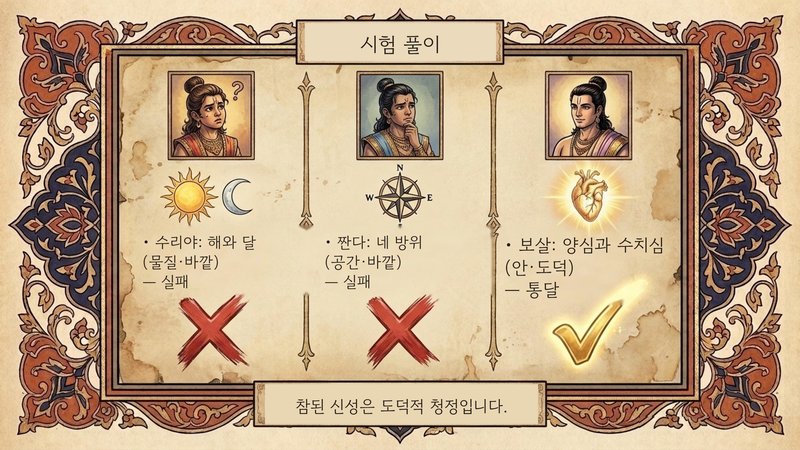 시험 풀이
?
N
W E
• 수리야: 해와 달
(물질·바깥)
— 실패
• 짠다: 네 방위
(공간·바깥)
— 실패
• 보살: 양심과 수치심
(안·도덕)
— 통달
참된 신성은 도덕적 청정입니다.